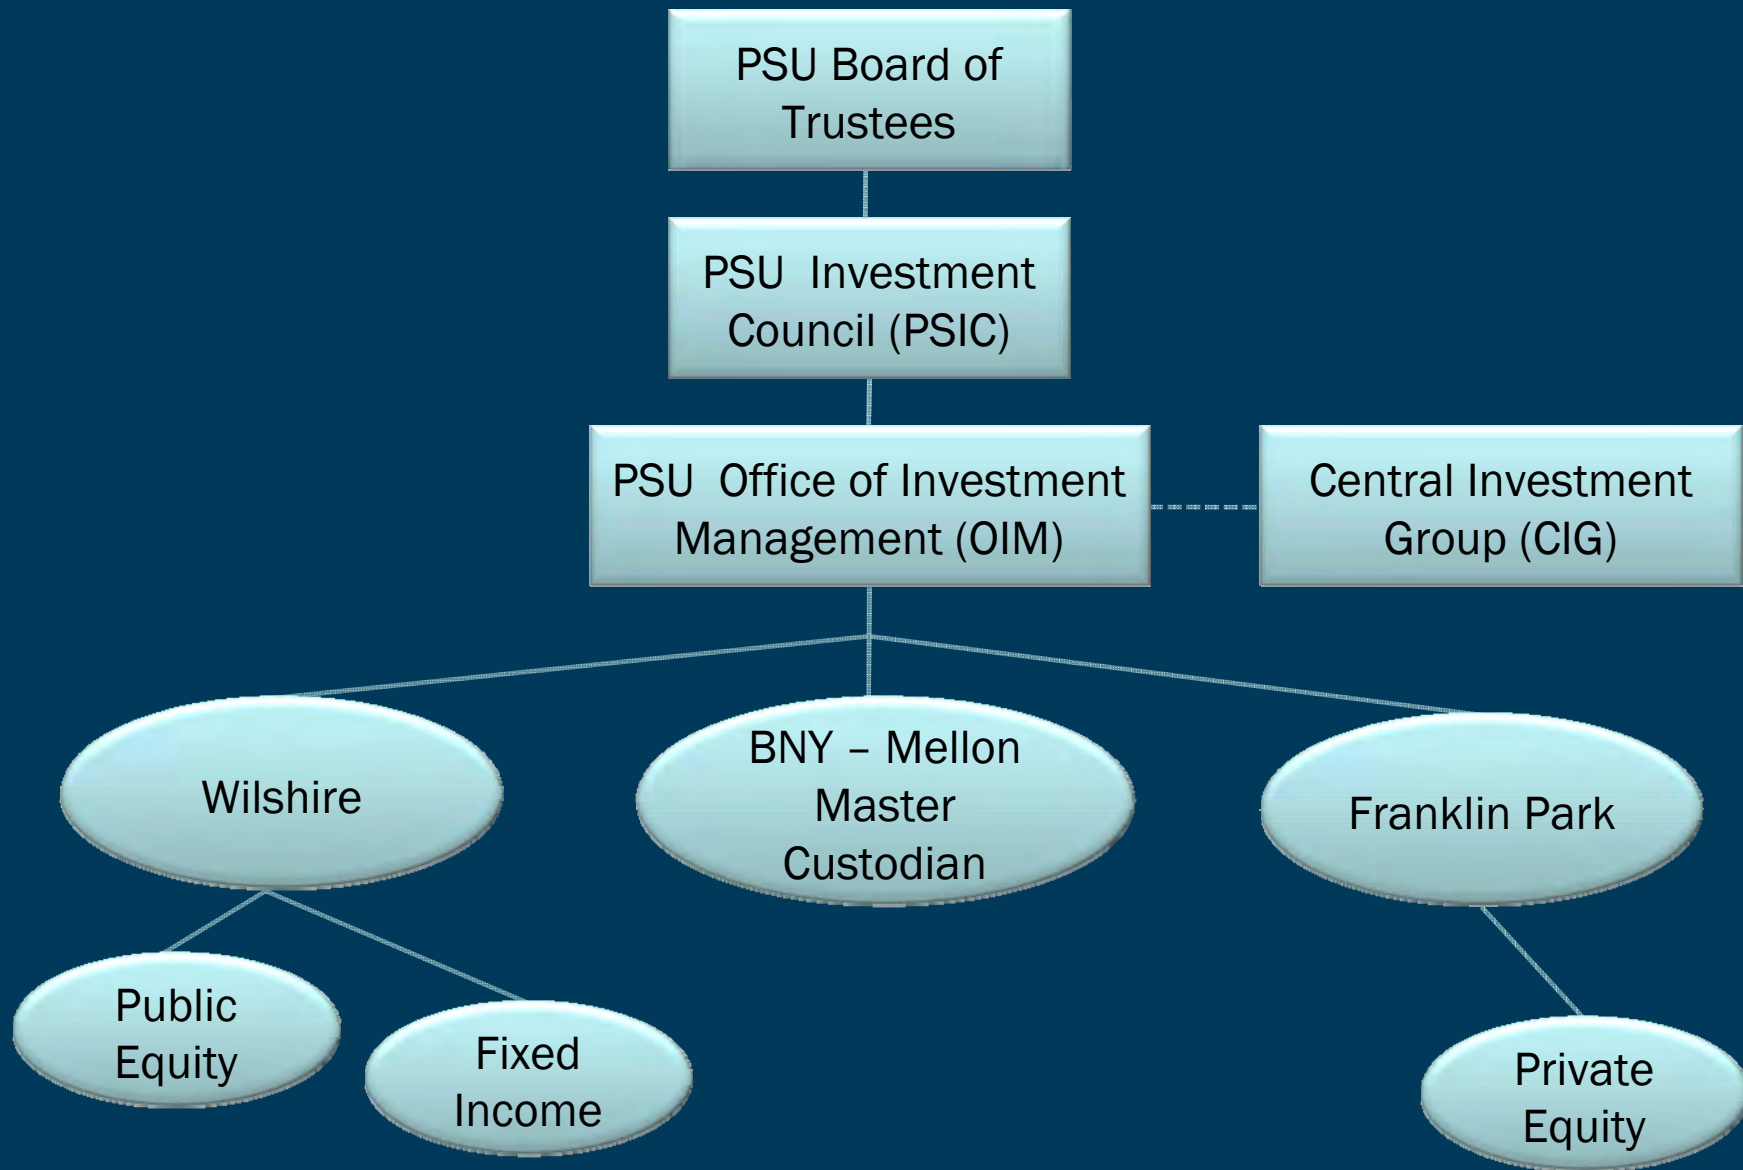 PSU Board of
Trustees
PSU Investment
Council (PSIC)
PSU Office of Investment
Management (OIM)
Central Investment
Group (CIG)
Wilshire
BNY – Mellon
Master
Custodian
Franklin Park
Public
Equity
Fixed
Income
Private
Equity